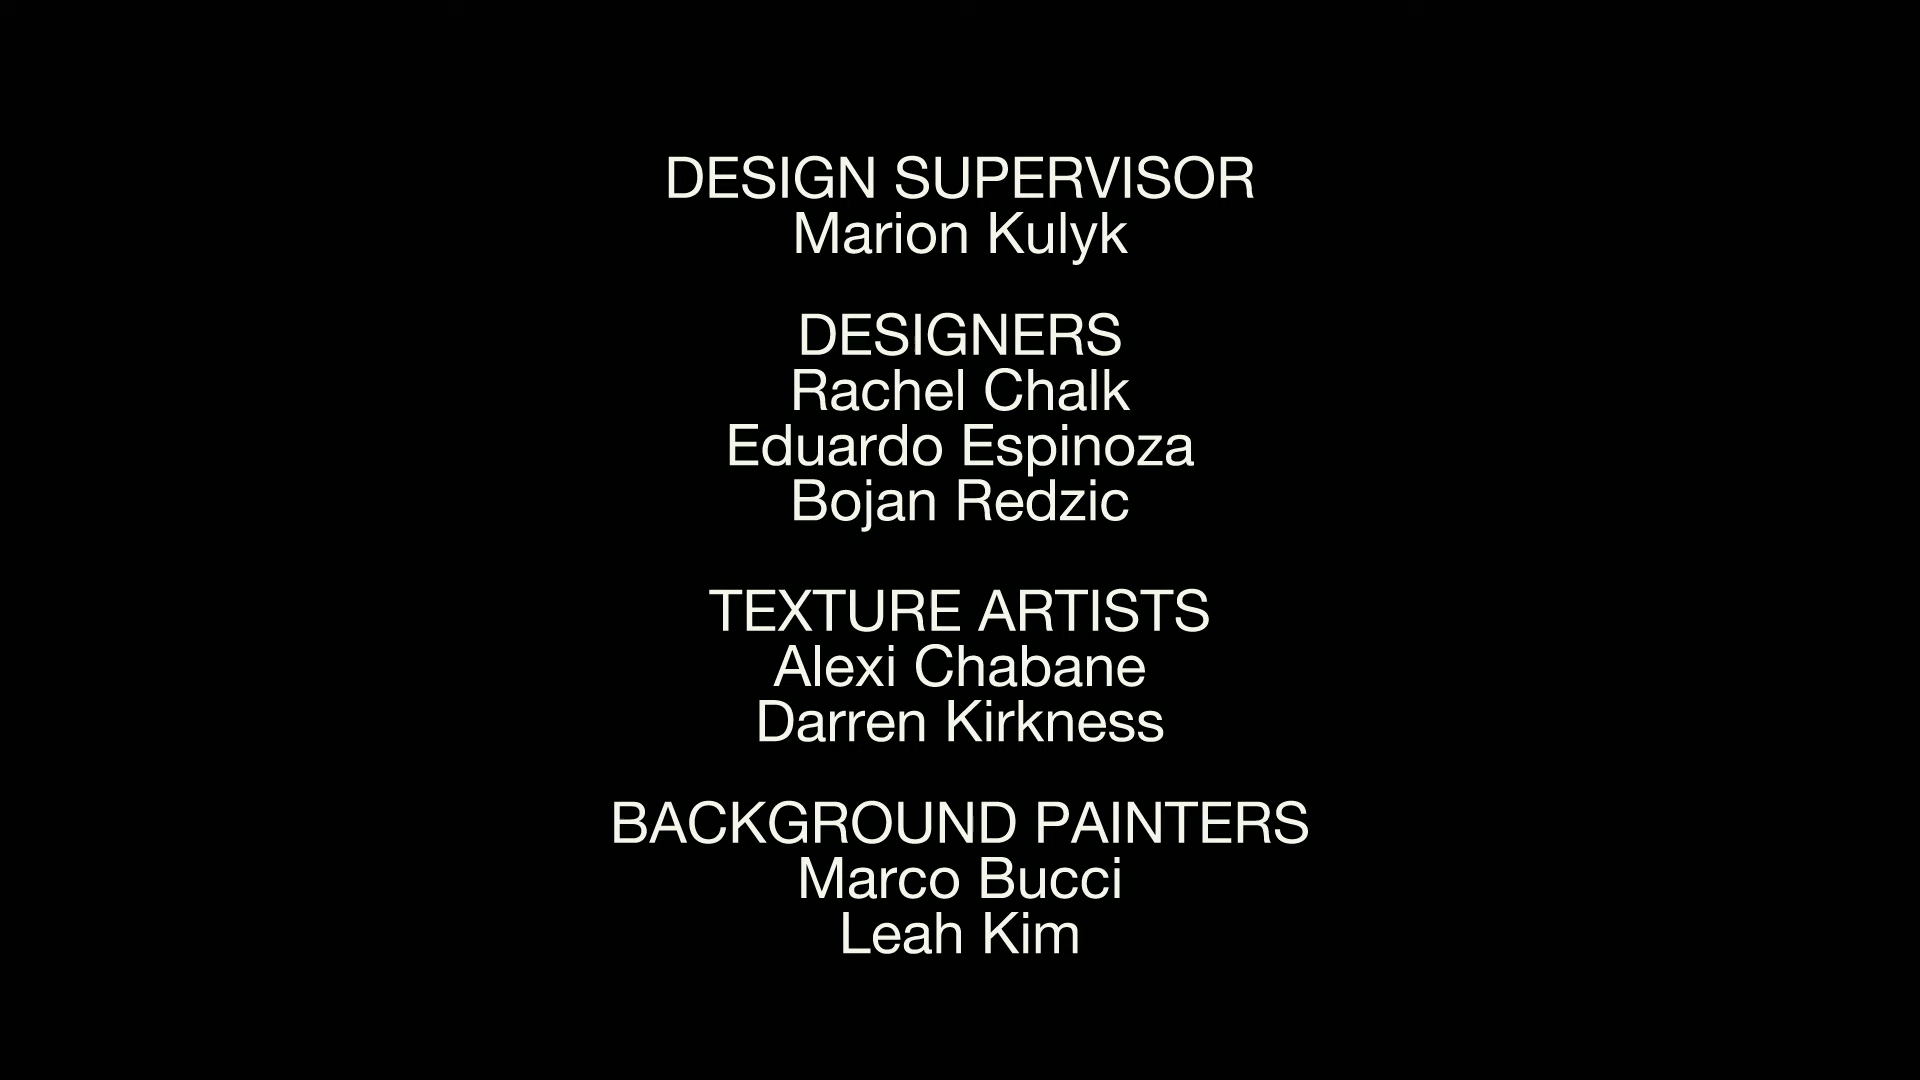 DESIGN SUPERVISOR
Marion Kulyk
DESIGNERS
Rachel Chalk
Eduardo Espinoza
Bojan Redzic
TEXTURE ARTISTS
Alexi Chabane
Darren Kirkness
BACKGROUND PAINTERS
Marco Bucci
Leah Kim